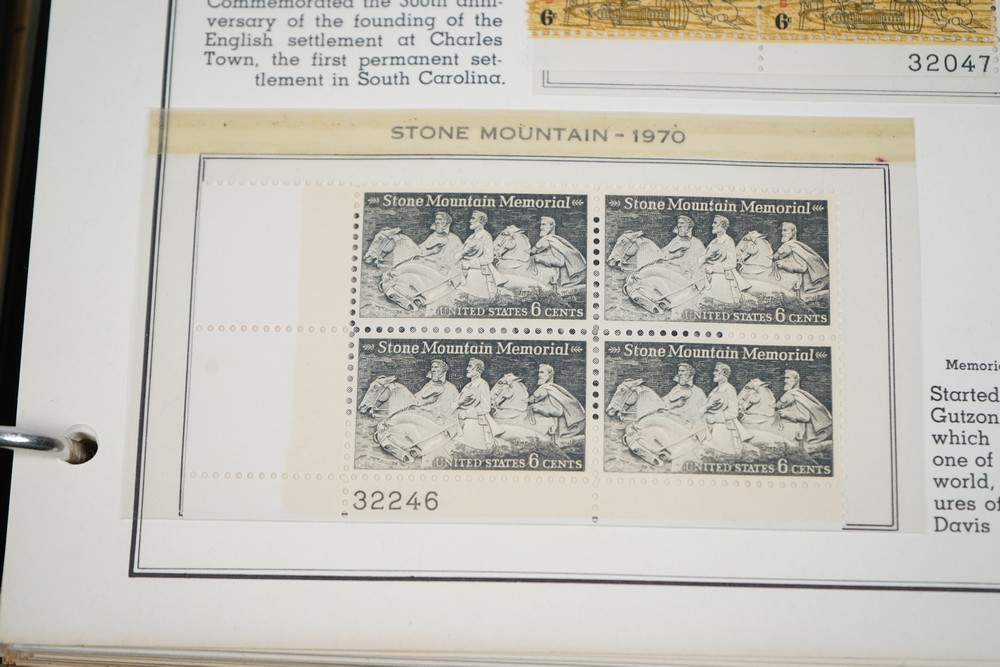 Commemorated the 300th anni-
versary of the founding of the
English settlement at Charles
Town, the first permanent set-
tlement in South Carolina.
6c 6c
32047
STONE MOUNTAIN - 1970
Stone Mountain Memorial
UNITED STATES 6 CENTS
Stone Mountain Memorial
UNITED STATES 6 CENTS
Stone Mountain Memorial
UNITED STATES 6 CENTS
Stone Mountain Memorial
UNITED STATES 6 CENTS
32246
Started
Gutzon
which
one of
world,
ures of
Davis